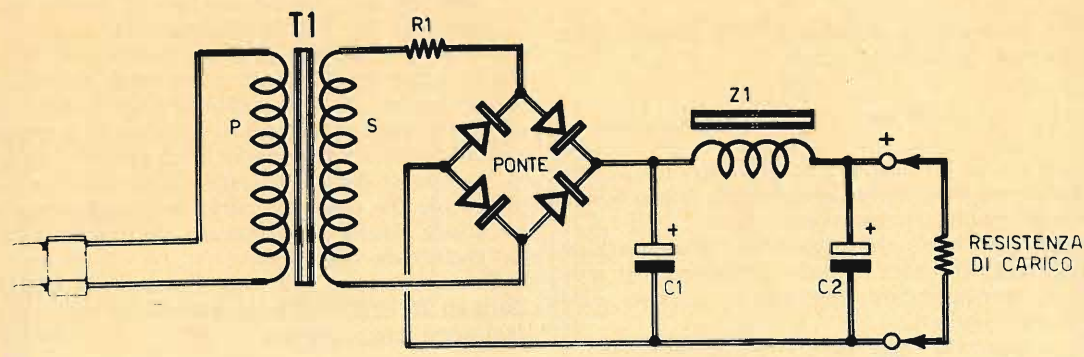 T1
R1
P
S
PONTE
Z1
+
+
+
C1
C2
RESISTENZA
DI CARICO